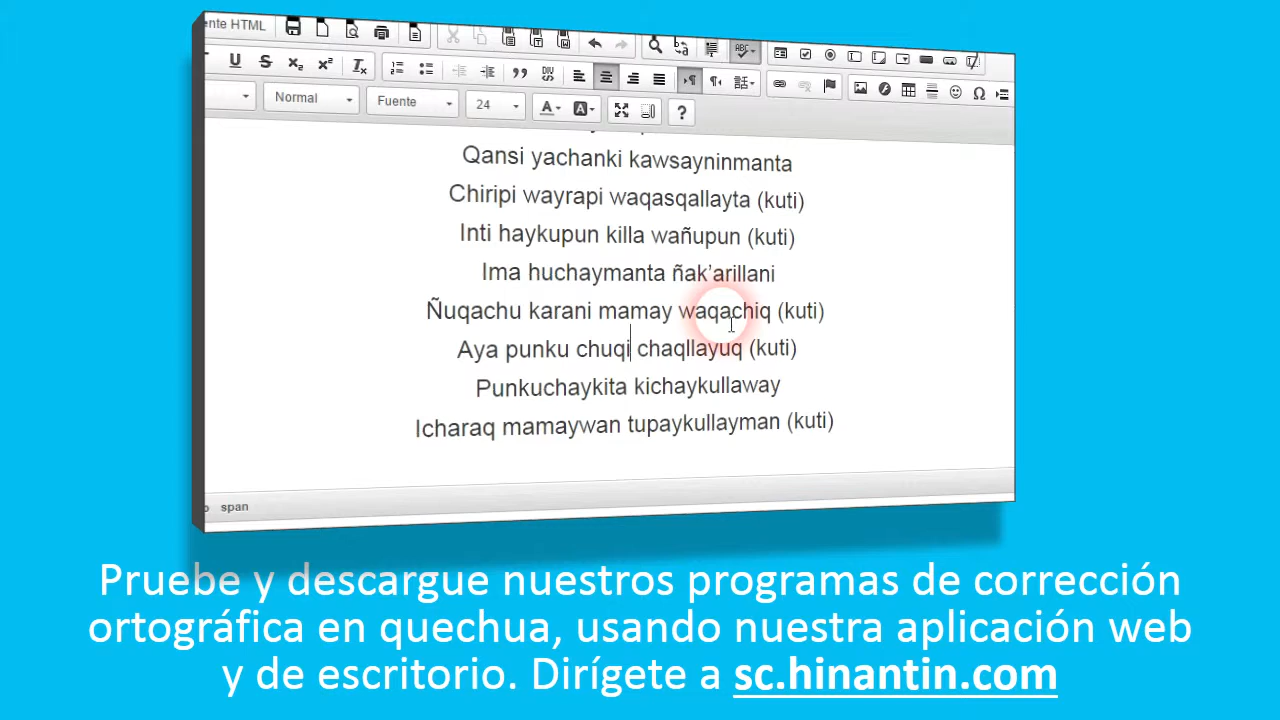 ente HTML
Normal Fuente 24
Qansi yachanki kawsayninmanta
Chiripi wayrapi waqasqallayta (kuti)
Inti haykupun killa wañupun (kuti)
Ima huchaymanta ñak'arillani
Ñuqachu karani mamay waqachiq (kuti)
Aya punku chuqi chaqllayuq (kuti)
Punkuchaykita kichaykullaway
Icharaq mamaywan tupaykullayman (kuti)
span
Pruebe y descargue nuestros programas de corrección
ortográfica en quechua, usando nuestra aplicación web
y de escritorio. Dirígete a sc.hinantin.com